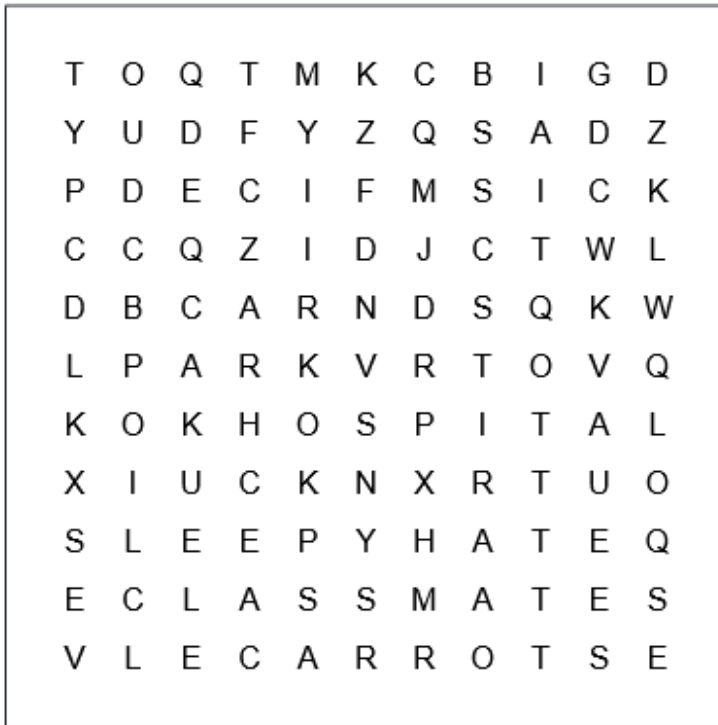 T O Q T M K C B I G D
Y U D F Y Z Q S A D Z
P D E C I F M S I C K
C C Q Z I D J C T W L
D B C A R N D S Q K W
L P A R K V R T O V Q
K O K H O S P I T A L
X I U C K N X R T U O
S L E E P Y H A T E Q
E C L A S S M A T E S
V L E C A R R O T S E